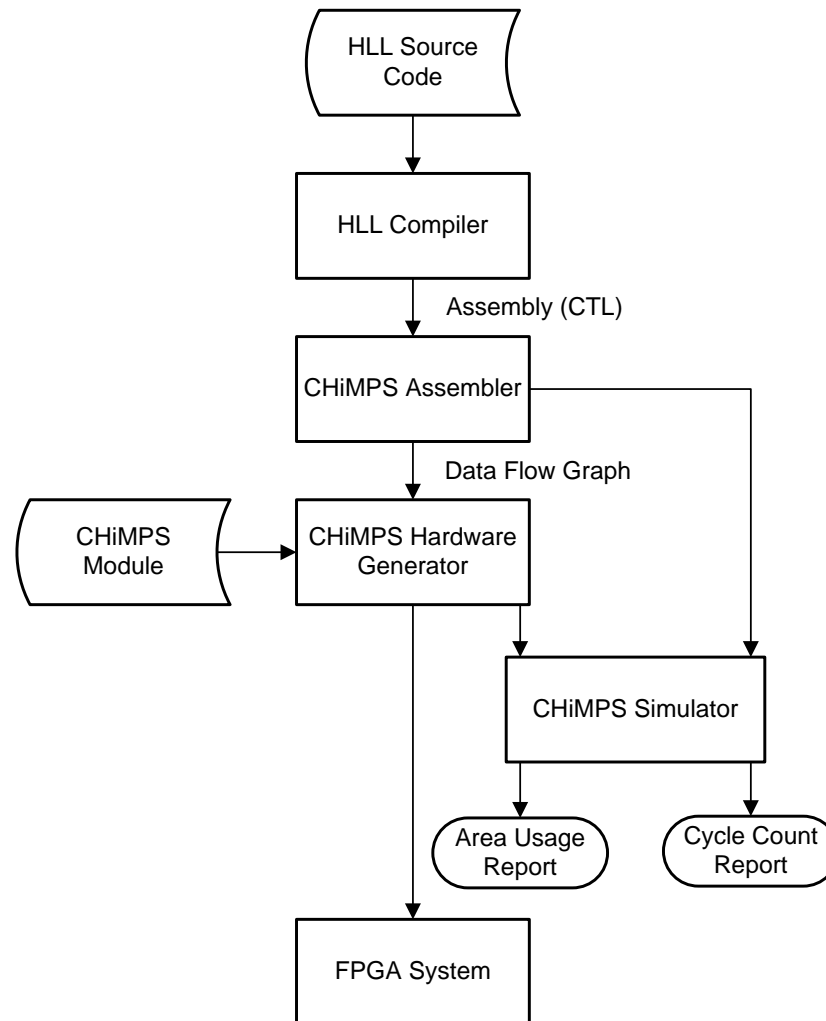 HLL Source
Code
HLL Compiler
Assembly (CTL)
CHiMPS Assembler
Data Flow Graph
CHiMPS
Module
CHiMPS Hardware
Generator
CHiMPS Simulator
Area Usage
Report
Cycle Count
Report
FPGA System